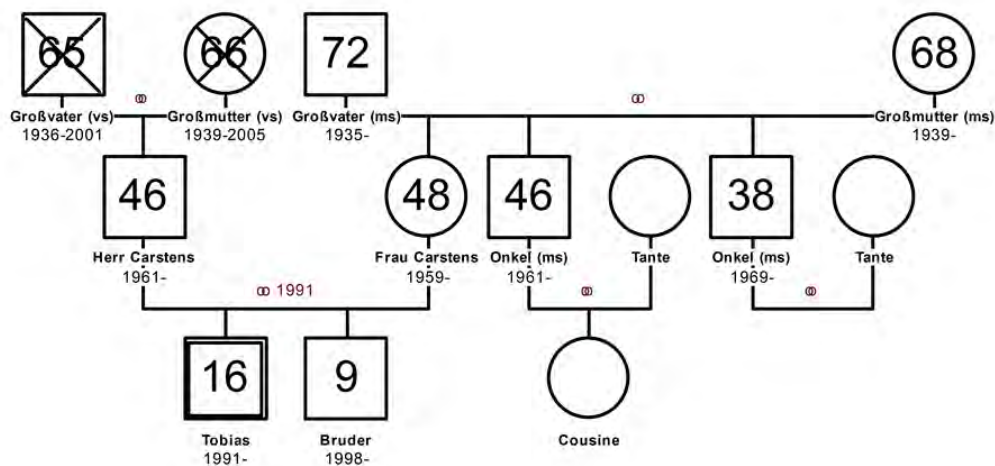 65 66 72 68
Großvater (vs) Großmutter (vs) Großvater (ms) Großmutter (ms)
1936-2001 1939-2005 1935- 1939-
46 48 46 38
Herr Carstens Frau Carstens Onkel (ms) Tante Onkel (ms) Tante
1961- 1959- 1961- 1969-
1991
16 9
Tobias Bruder Cousine
1991- 1998-